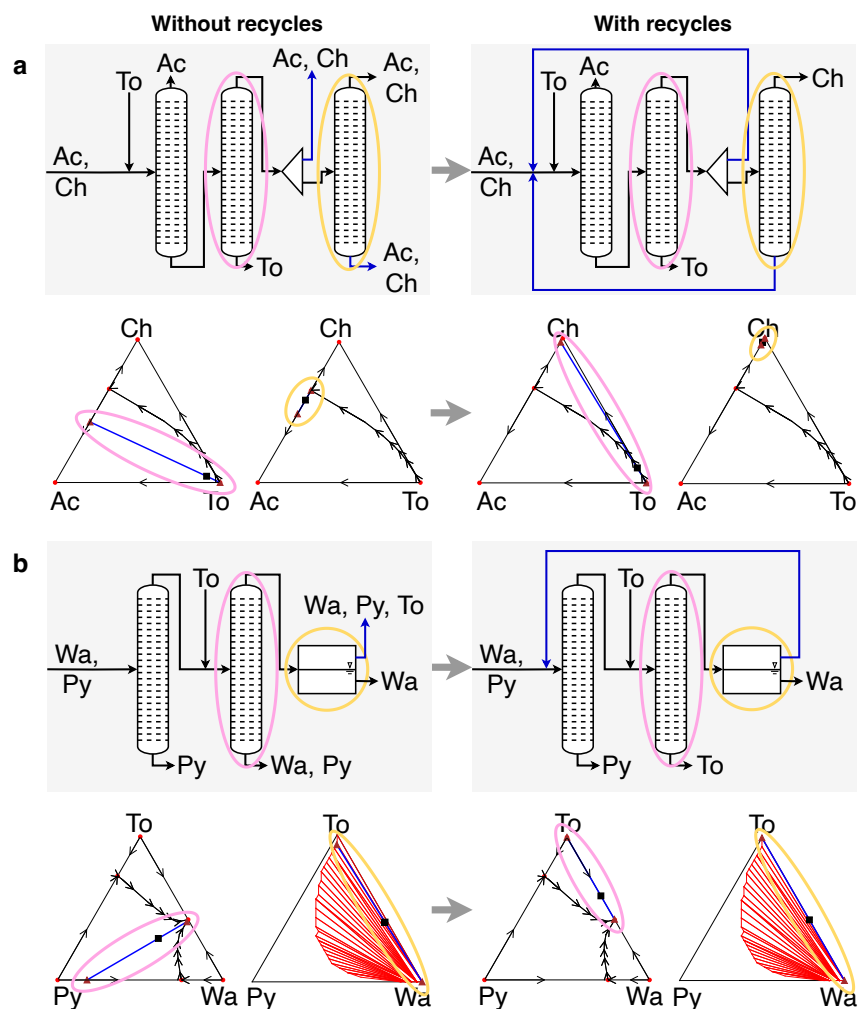 Without recycles
With recycles
a
To
Ac
Ac, Ch
Ac,
Ch
Ac,
Ch
To
Ac,
Ch
To
Ac
Ch
Ac,
Ch
To
Ch
Ac
To
Ch
Ac
To
Ch
Ac
To
Ch
Ac
To
b
To
Wa, Py, To
Wa,
Py
Wa
Py
Wa, Py
To
Wa,
Py
Wa
Py
To
To
Py
Wa
To
Py
Wa
To
Py
Wa
To
Py
Wa